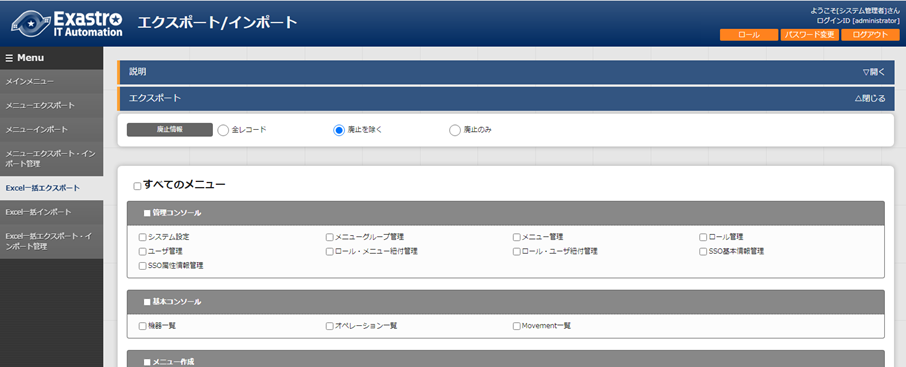 Exastro
IT Automation
エクスポート/インポート
ようこそ[システム管理者]さん
ログインID [administrator]
ロール
パスワード変更
ログアウト
☰ Menu
メインメニュー
メニューエクスポート
メニューインポート
メニューエクスポート・イン
ポート管理
Excel一括エクスポート
Excel一括インポート
Excel一括エクスポート・イ
ンポート管理
説明
▽開く
エクスポート
△閉じる
廃止情報
全レコード
廃止を除く
廃止のみ
すべてのメニュー
管理コンソール
システム設定
メニューグループ管理
メニュー管理
ロール管理
ユーザ管理
ロール・メニュー紐付管理
ロール・ユーザ紐付管理
SSO基本情報管理
SSO属性情報管理
基本コンソール
機器一覧
オペレーション一覧
Movement一覧
メニュー作成